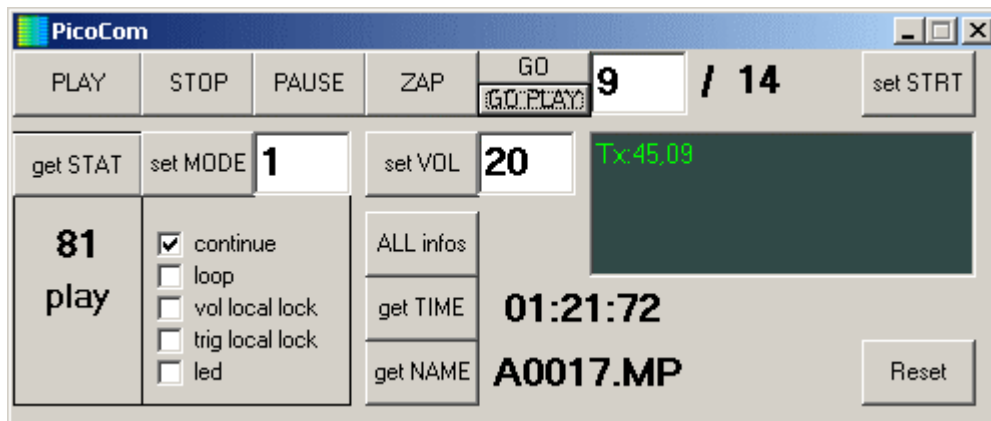 PicoCom
PLAY STOP PAUSE ZAP GO GO PLAY 9 / 14 set STRT
get STAT set MODE 1 set VOL 20 Tx:45,09
81
play
continue
loop
vol local lock
trig local lock
led
ALL infos
get TIME 01:21:72
get NAME A0017.MP Reset